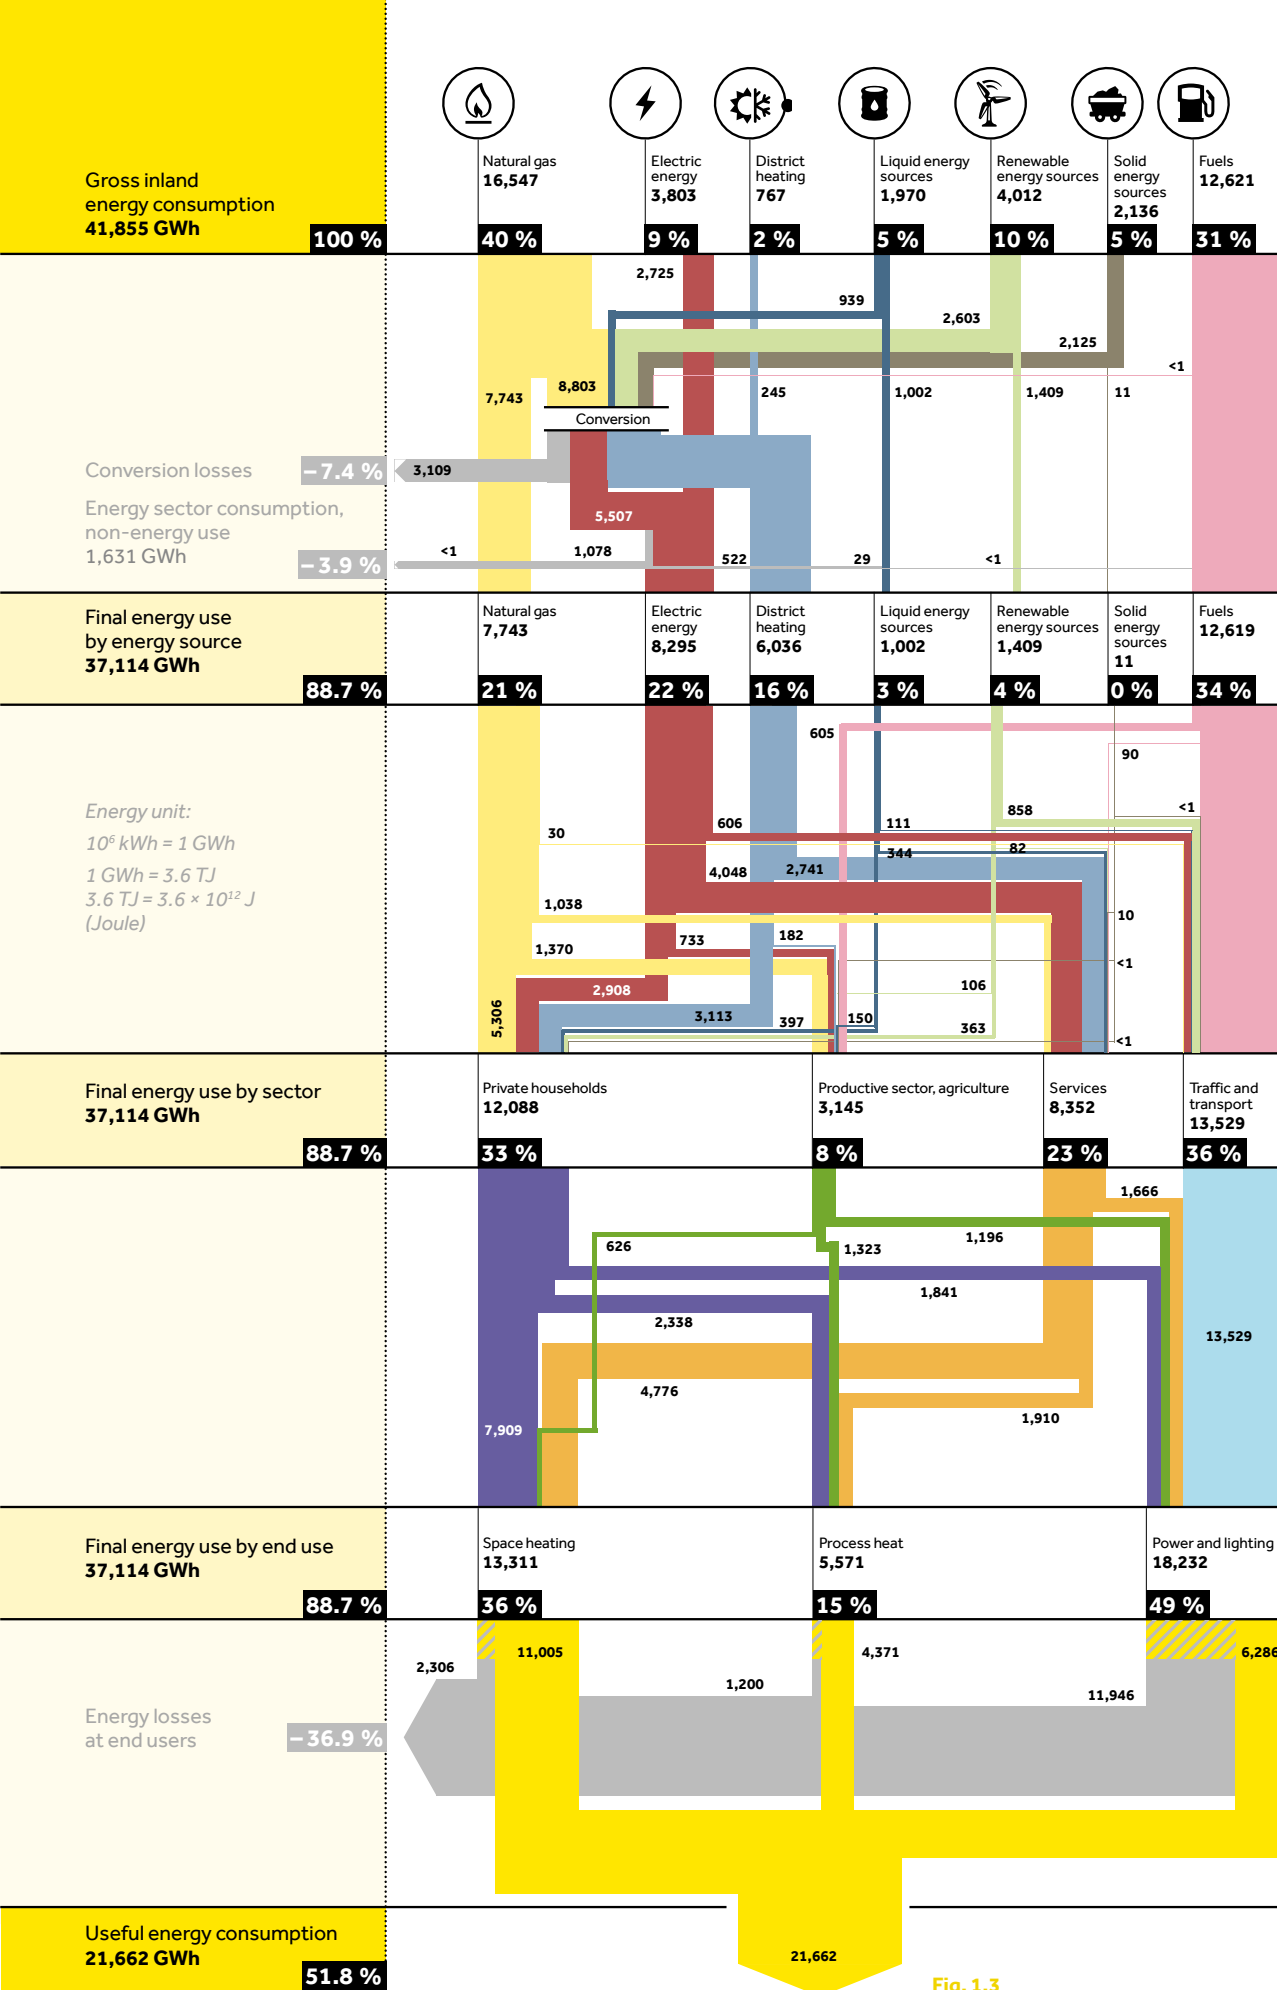 Natural gas
16,547
Electric
energy
3,803
District
heating
767
Liquid energy
sources
1,970
Renewable
energy sources
4,012
Solid
energy
sources
2,136
Fuels
12,621
Gross inland
energy consumption
41,855 GWh
100 %
40 %
9 %
2 %
5 %
10 %
5 %
31 %
2,725
939
2,603
2,125
<1
7,743
8,803
245
1,002
1,409
11
Conversion
Conversion losses
– 7.4 %
3,109
Energy sector consumption,
non-energy use
1,631 GWh
– 3.9 %
5,507
<1
1,078
522
29
<1
Final energy use
by energy source
37,114 GWh
88.7 %
Natural gas
7,743
Electric
energy
8,295
District
heating
6,036
Liquid energy
sources
1,002
Renewable
energy sources
1,409
Solid
energy
sources
11
Fuels
12,619
21 %
22 %
16 %
3 %
4 %
0 %
34 %
605
90
Energy unit:
10⁶ kWh = 1 GWh
1 GWh = 3.6 TJ
3.6 TJ = 3.6 × 10¹² J
(Joule)
858
<1
30
606
111
344
82
4,048
2,741
1,038
10
1,370
733
182
<1
2,908
106
5,306
3,113
397
150
363
<1
Final energy use by sector
37,114 GWh
88.7 %
Private households
12,088
Productive sector, agriculture
3,145
Services
8,352
Traffic and
transport
13,529
33 %
8 %
23 %
36 %
1,666
626
1,323
1,196
1,841
2,338
13,529
4,776
1,910
7,909
Final energy use by end use
37,114 GWh
88.7 %
Space heating
13,311
Process heat
5,571
Power and lighting
18,232
36 %
15 %
49 %
11,005
4,371
6,286
2,306
1,200
11,946
Energy losses
at end users
– 36.9 %
Useful energy consumption
21,662 GWh
51.8 %
21,662
Fig. 1.3